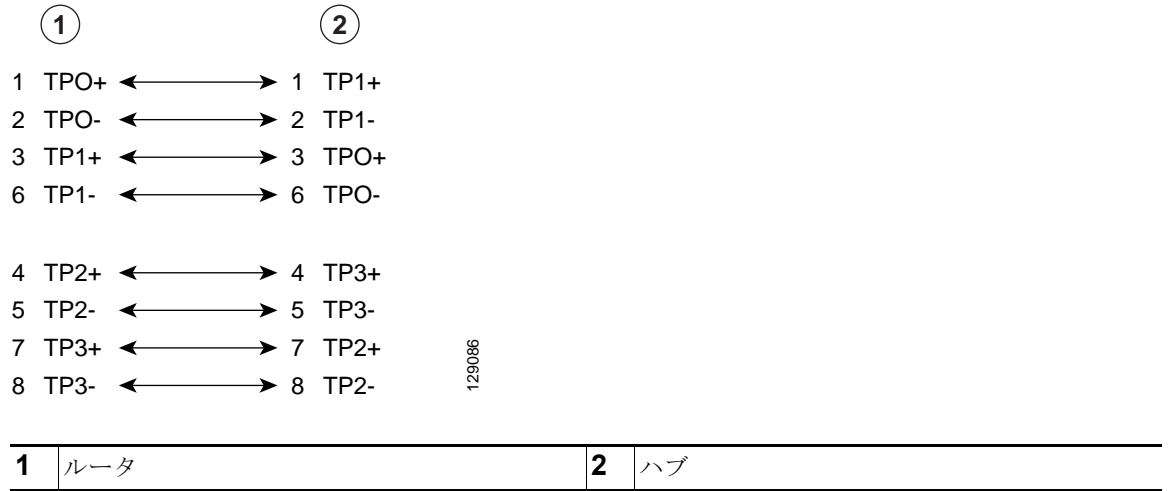 1 2
1 TPO+ 1 TP1+
2 TPO- 2 TP1-
3 TP1+ 3 TPO+
6 TP1- 6 TPO-
4 TP2+ 4 TP3+
5 TP2- 5 TP3-
7 TP3+ 7 TP2+
8 TP3- 8 TP2-
129086
1 ルータ 2 ハブ